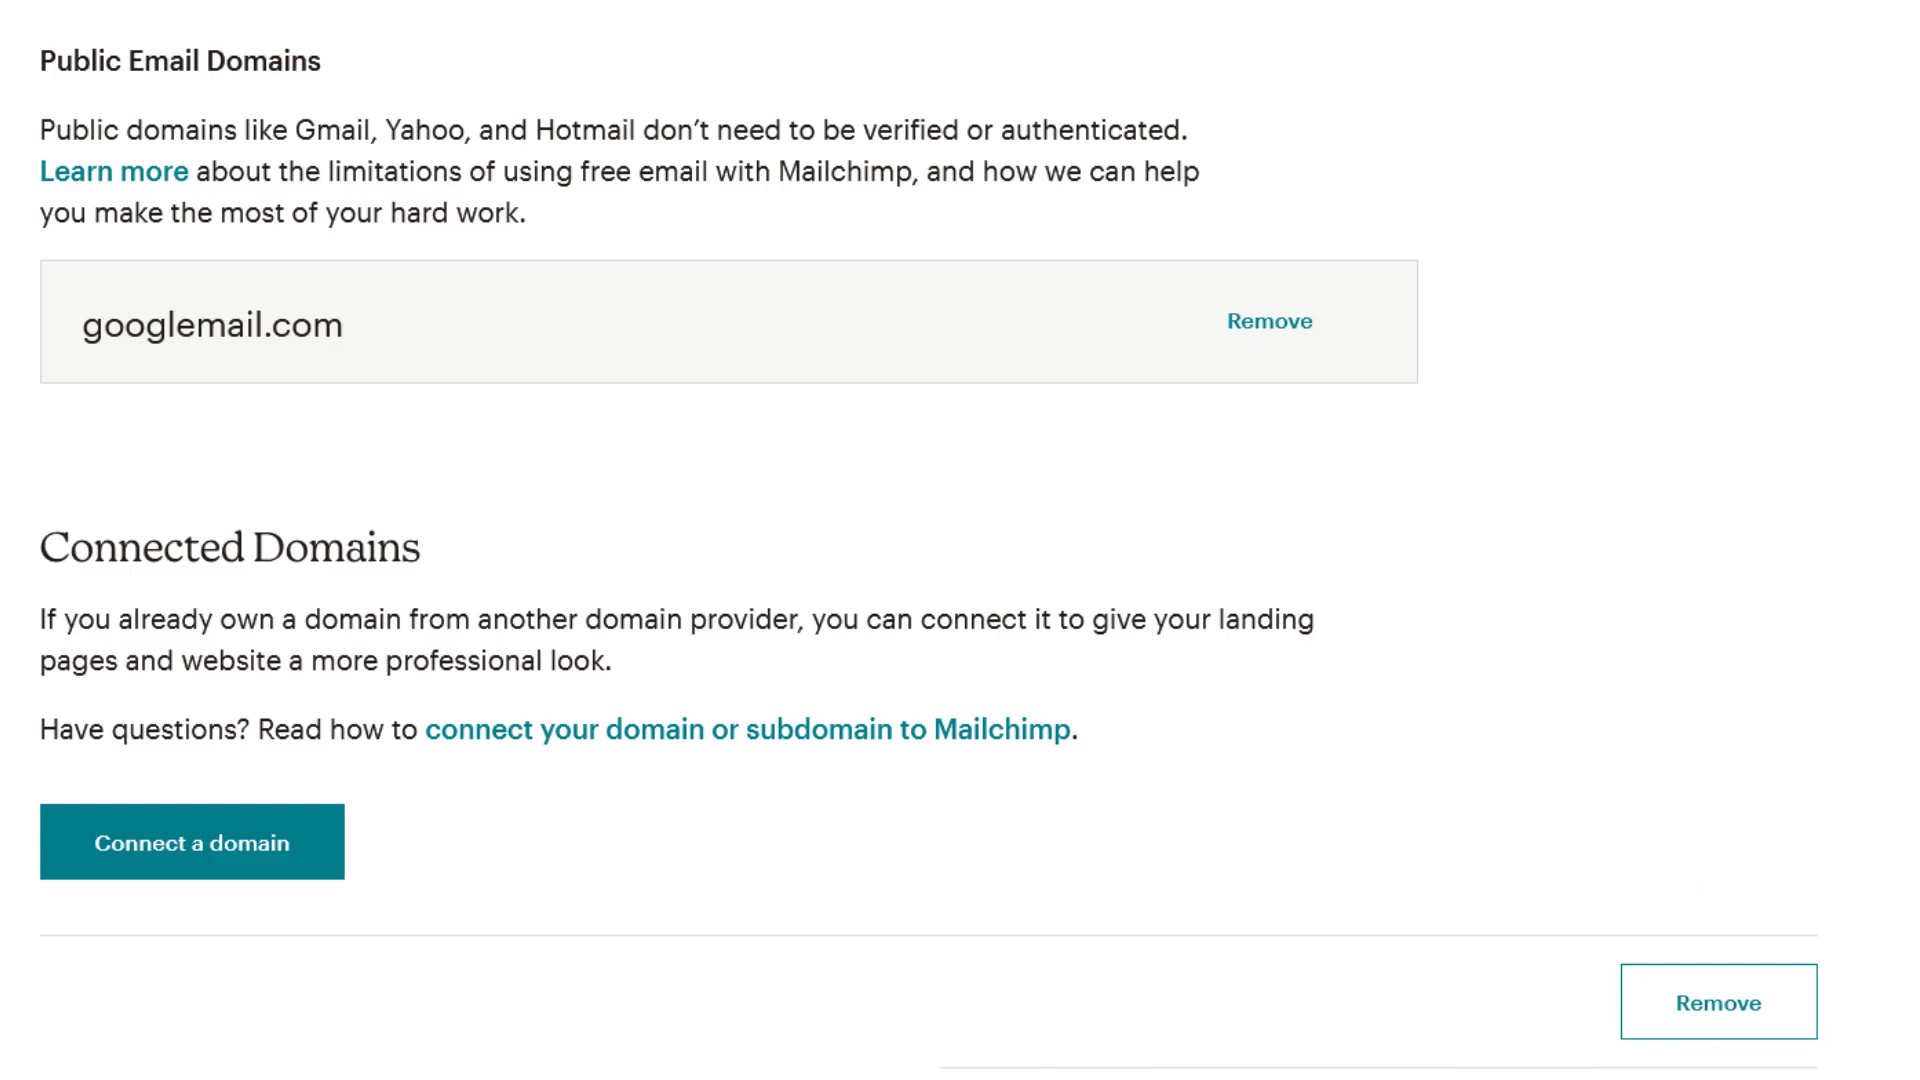 Public Email Domains
Public domains like Gmail, Yahoo, and Hotmail don’t need to be verified or authenticated.
Learn more about the limitations of using free email with Mailchimp, and how we can help
you make the most of your hard work.
googlemail.com
Remove
Connected Domains
If you already own a domain from another domain provider, you can connect it to give your landing
pages and website a more professional look.
Have questions? Read how to connect your domain or subdomain to Mailchimp.
Connect a domain
Remove